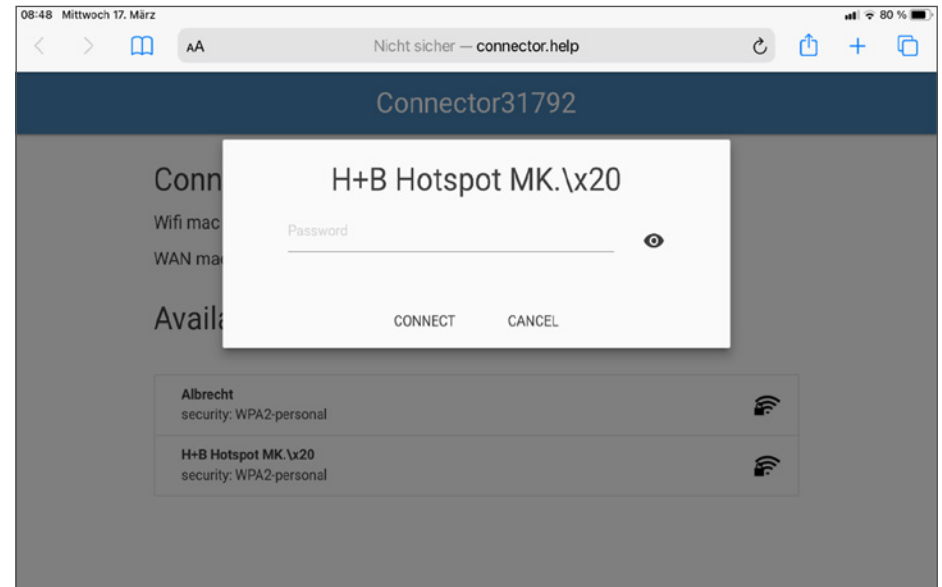 08:48 Mittwoch 17. März 80 %
AA Nicht sicher — connector.help
Connector31792
Conn
H+B Hotspot MK.\x20
Wifi mac
Password
WAN mac
Availa
CONNECT CANCEL
Albrecht
security: WPA2-personal
H+B Hotspot MK.\x20
security: WPA2-personal